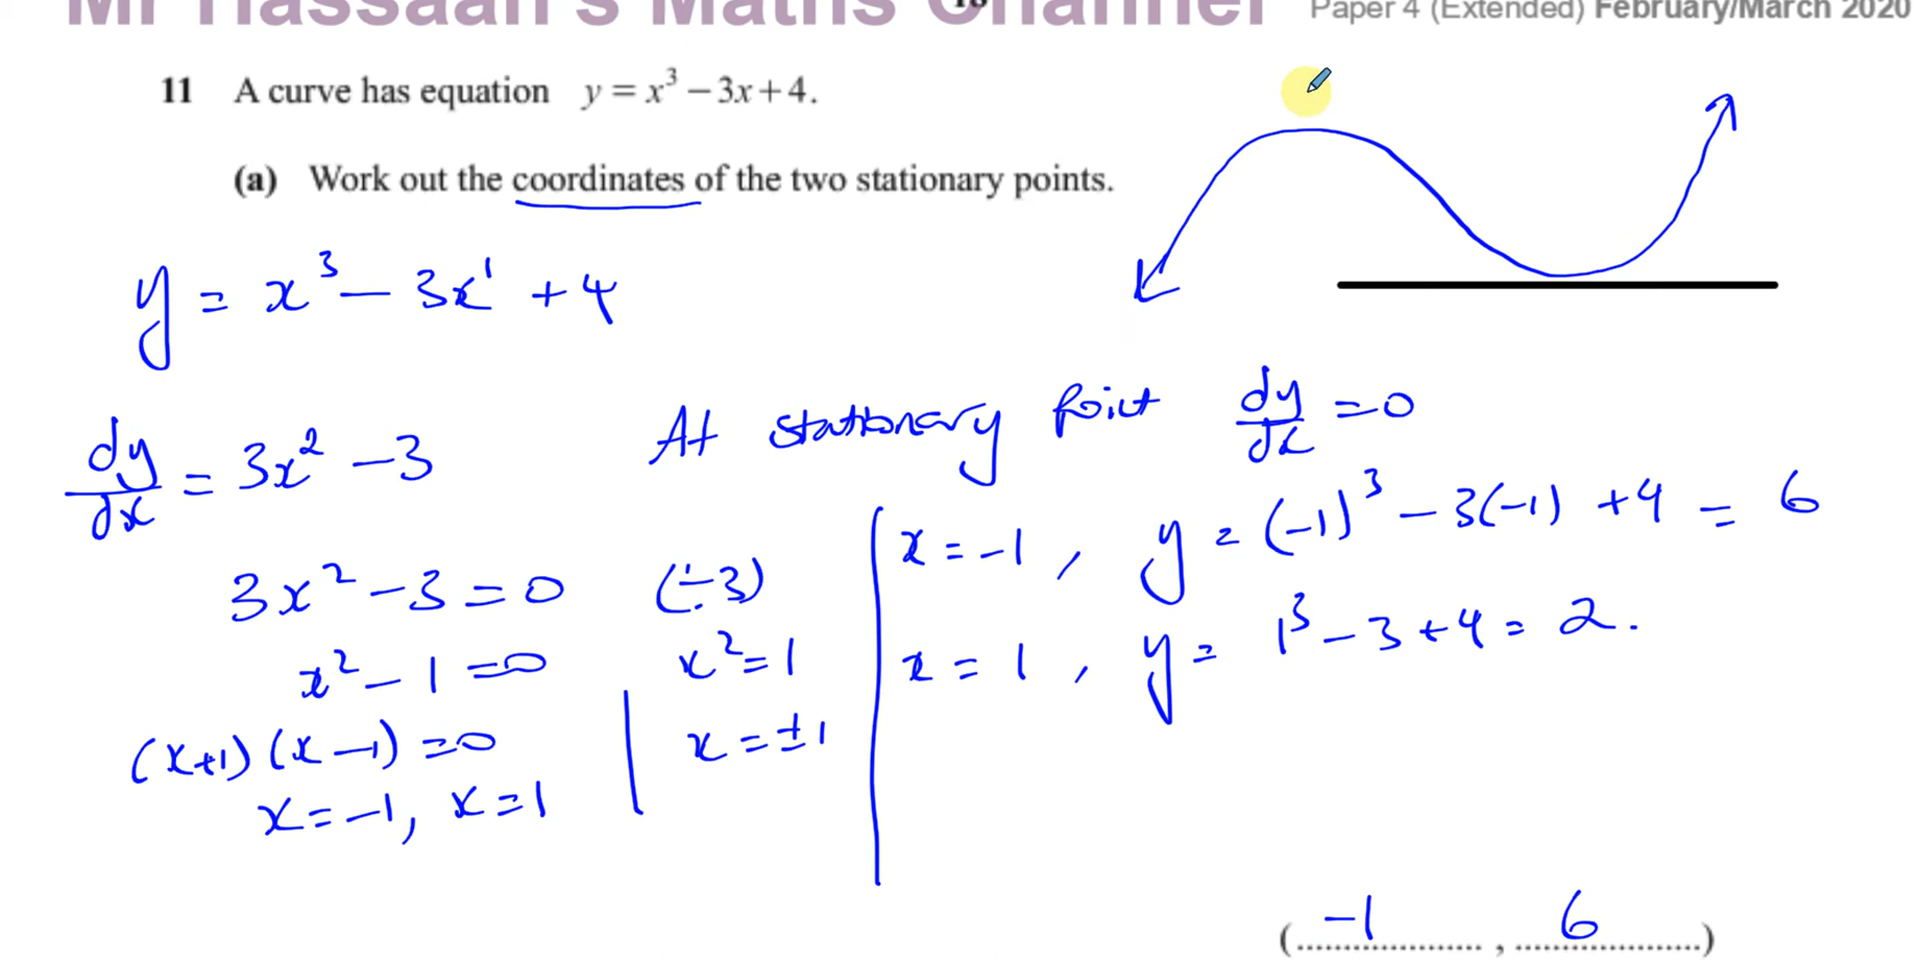 Mr Hassaan's Maths Channel
Paper 4 (Extended) February/March 2020
11 A curve has equation y = x³ − 3x + 4.
(a) Work out the coordinates of the two stationary points.
y = x³ − 3x¹ + 4
dy/dx = 3x² − 3
At stationary point dy/dx = 0
3x² − 3 = 0 (÷3)
x² − 1 = 0
x² = 1
(x+1)(x−1) = 0
x = ±1
x = −1, x = 1
x = −1, y = (−1)³ − 3(−1) + 4 = 6
x = 1, y = 1³ − 3 + 4 = 2.
(−1, 6)